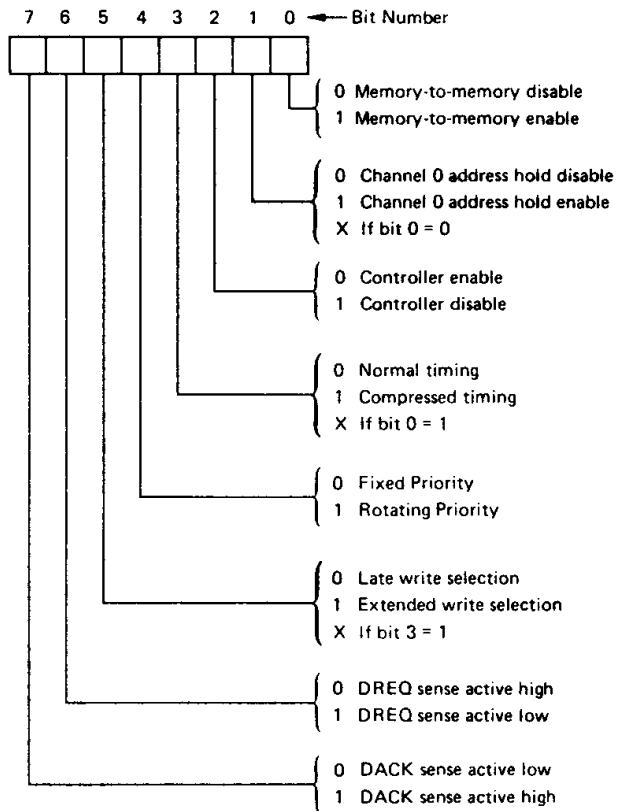 7 6 5 4 3 2 1 0 Bit Number
0 Memory-to-memory disable
1 Memory-to-memory enable
0 Channel 0 address hold disable
1 Channel 0 address hold enable
X If bit 0 = 0
0 Controller enable
1 Controller disable
0 Normal timing
1 Compressed timing
X If bit 0 = 1
0 Fixed Priority
1 Rotating Priority
0 Late write selection
1 Extended write selection
X If bit 3 = 1
0 DREQ sense active high
1 DREQ sense active low
0 DACK sense active low
1 DACK sense active high